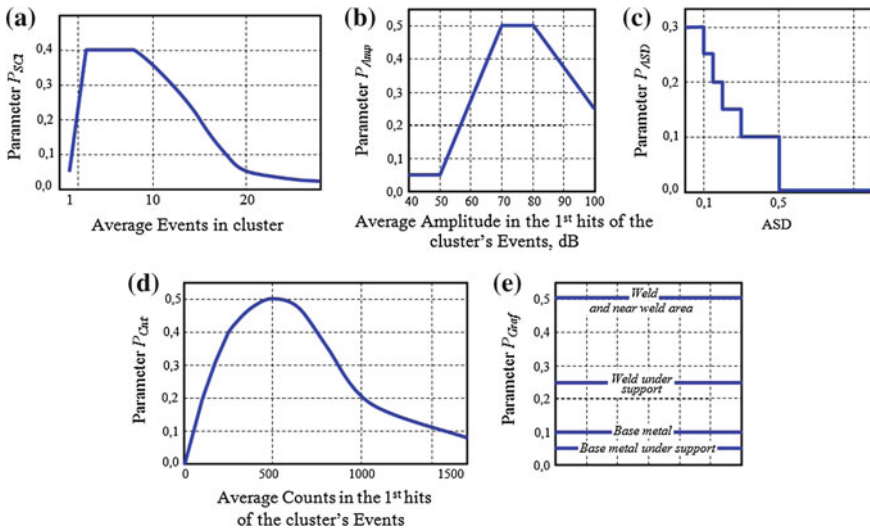 (a)
Parameter P_SCl
0,4
0,3
0,2
0,1
0,0
1 10 20
Average Events in cluster
(b)
Parameter P_Amp
0,5
0,4
0,3
0,2
0,1
0,0
40 50 60 70 80 90 100
Average Amplitude in the 1st hits of the
cluster's Events, dB
(c)
Parameter P_ASD
0,3
0,2
0,1
0,0
0,1 0,5
ASD
(d)
Parameter P_Cnt
0,5
0,4
0,3
0,2
0,1
0,0
0 500 1000 1500
Average Counts in the 1st hits
of the cluster's Events
(e)
Parameter P_Graf
0,5
0,4
0,3
0,2
0,1
0,0
Weld
and near weld area
Weld under
support
Base metal
Base metal under support